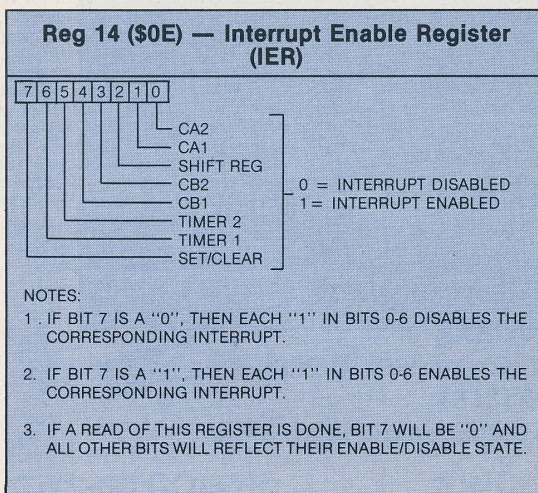 Reg 14 ($0E) — Interrupt Enable Register
(IER)
7 6 5 4 3 2 1 0
CA2
CA1
SHIFT REG
CB2
CB1
TIMER 2
TIMER 1
SET/CLEAR
0 = INTERRUPT DISABLED
1 = INTERRUPT ENABLED
NOTES:
1 . IF BIT 7 IS A ''0'', THEN EACH ''1'' IN BITS 0-6 DISABLES THE
CORRESPONDING INTERRUPT.
2. IF BIT 7 IS A ''1'', THEN EACH ''1'' IN BITS 0-6 ENABLES THE
CORRESPONDING INTERRUPT.
3. IF A READ OF THIS REGISTER IS DONE, BIT 7 WILL BE ''0'' AND
ALL OTHER BITS WILL REFLECT THEIR ENABLE/DISABLE STATE.